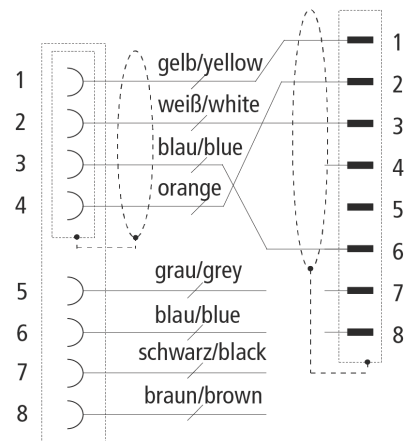 1 gelb/yellow 1
2 weiß/white 2
3 blau/blue 3
4 orange 4
5
6
5 grau/grey 7
6 blau/blue 8
7 schwarz/black
8 braun/brown